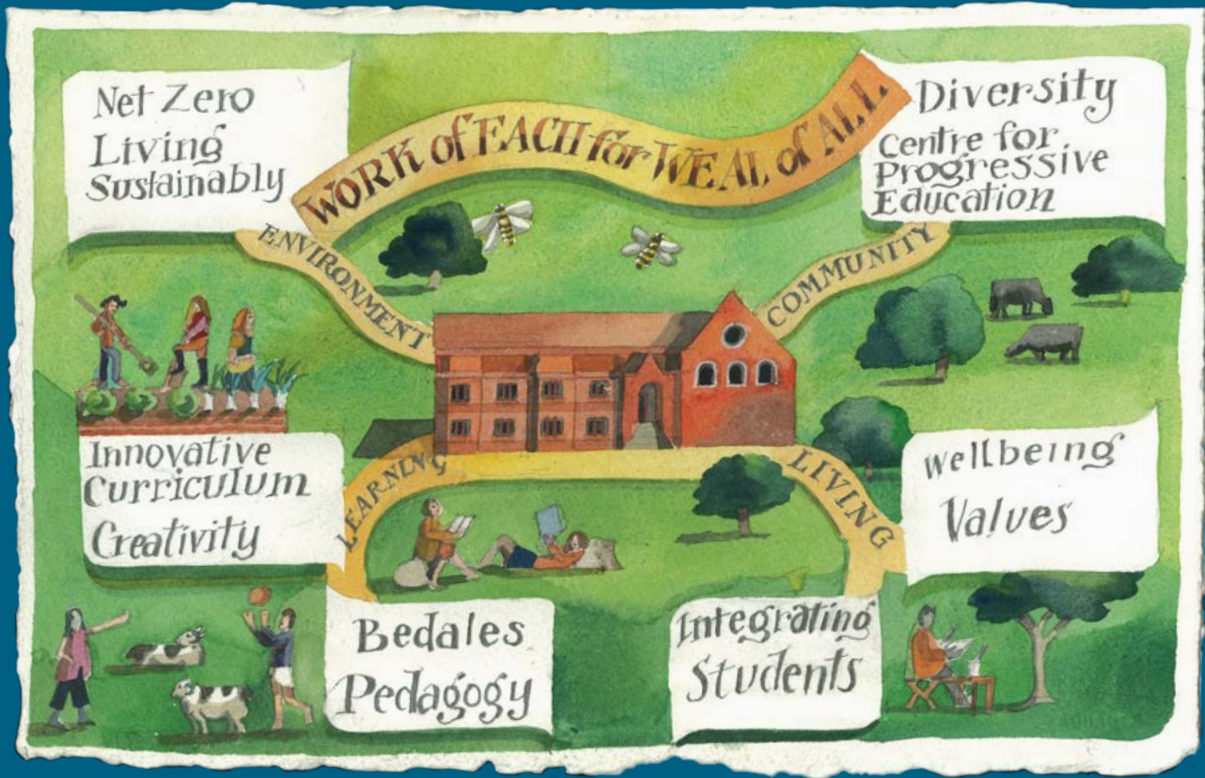 Net Zero
Living
Sustainably
WORK of EACH for WEAL of ALL
Diversity
Centre for
Progressive
Education
ENVIRONMENT
COMMUNITY
Innovative
Curriculum
Creativity
LEARNING
LIVING
Wellbeing
Values
Bedales
Pedagogy
Integrating
Students